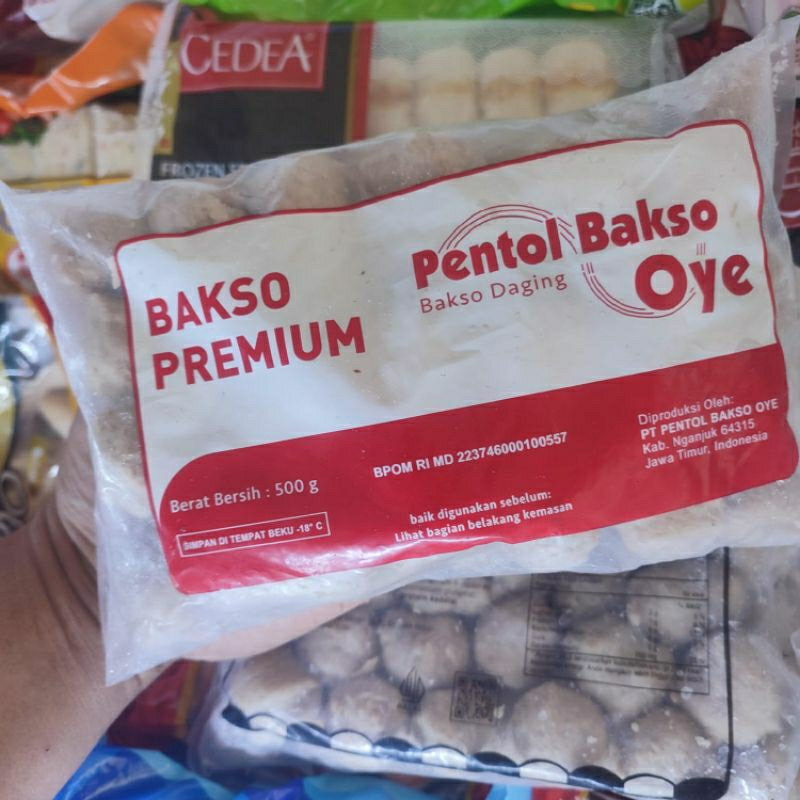 CEDEA
FROZEN
Pentol Bakso
Oye
Bakso Daging
BAKSO
PREMIUM
Diproduksi Oleh:
PT PENTOL BAKSO OYE
Kab. Nganjuk 64315
Jawa Timur, Indonesia
BPOM RI MD 223746000100557
Berat Bersih : 500 g
SIMPAN DI TEMPAT BEKU -18° C
baik digunakan sebelum:
Lihat bagian belakang kemasan